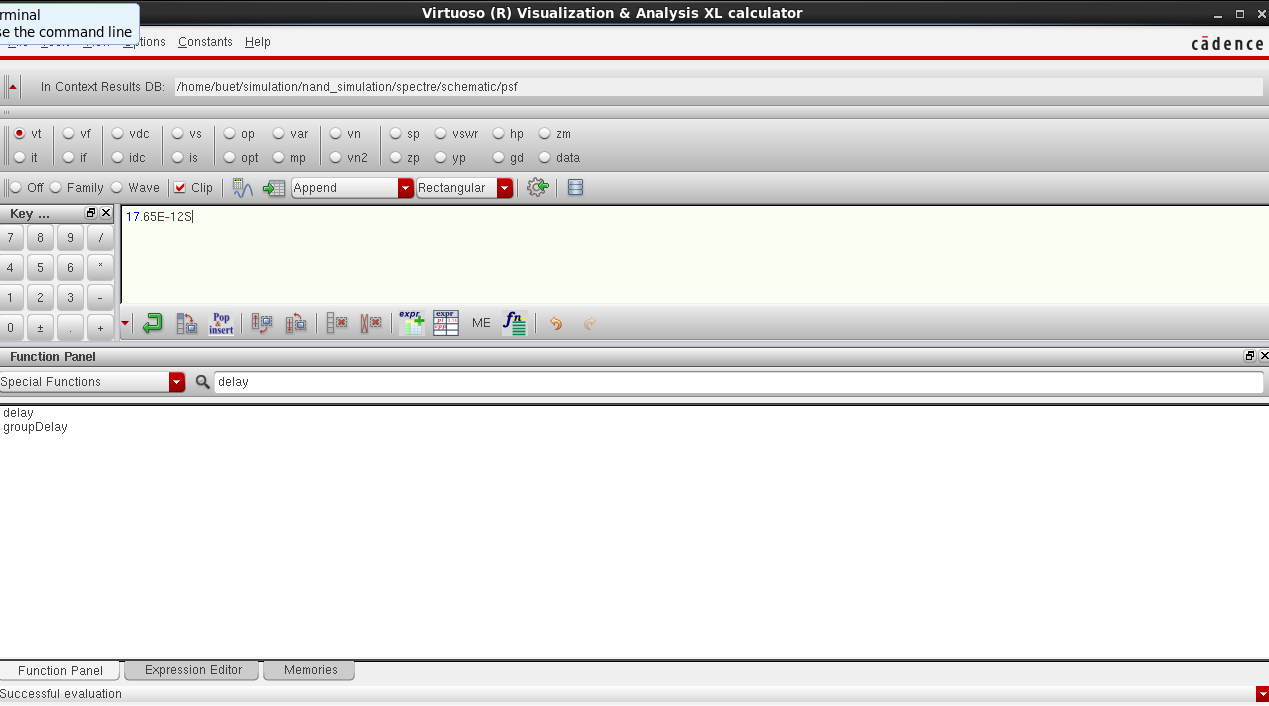 rminal
Virtuoso (R) Visualization & Analysis XL calculator
se the command line
Constants Help
cādence
In Context Results DB: /home/buet/simulation/nand_simulation/spectre/schematic/psf
vt vf vdc vs op var vn sp vswr hp zm
it if idc is opt mp vn2 zp yp gd data
Off Family Wave Clip Append Rectangular
Key ...
17.65E-12S
7 8 9 /
4 5 6 *
1 2 3 -
0 ± . +
Pop & insert
expr
expr
ME
fn
Function Panel
Special Functions delay
delay
groupDelay
Function Panel Expression Editor Memories
Successful evaluation